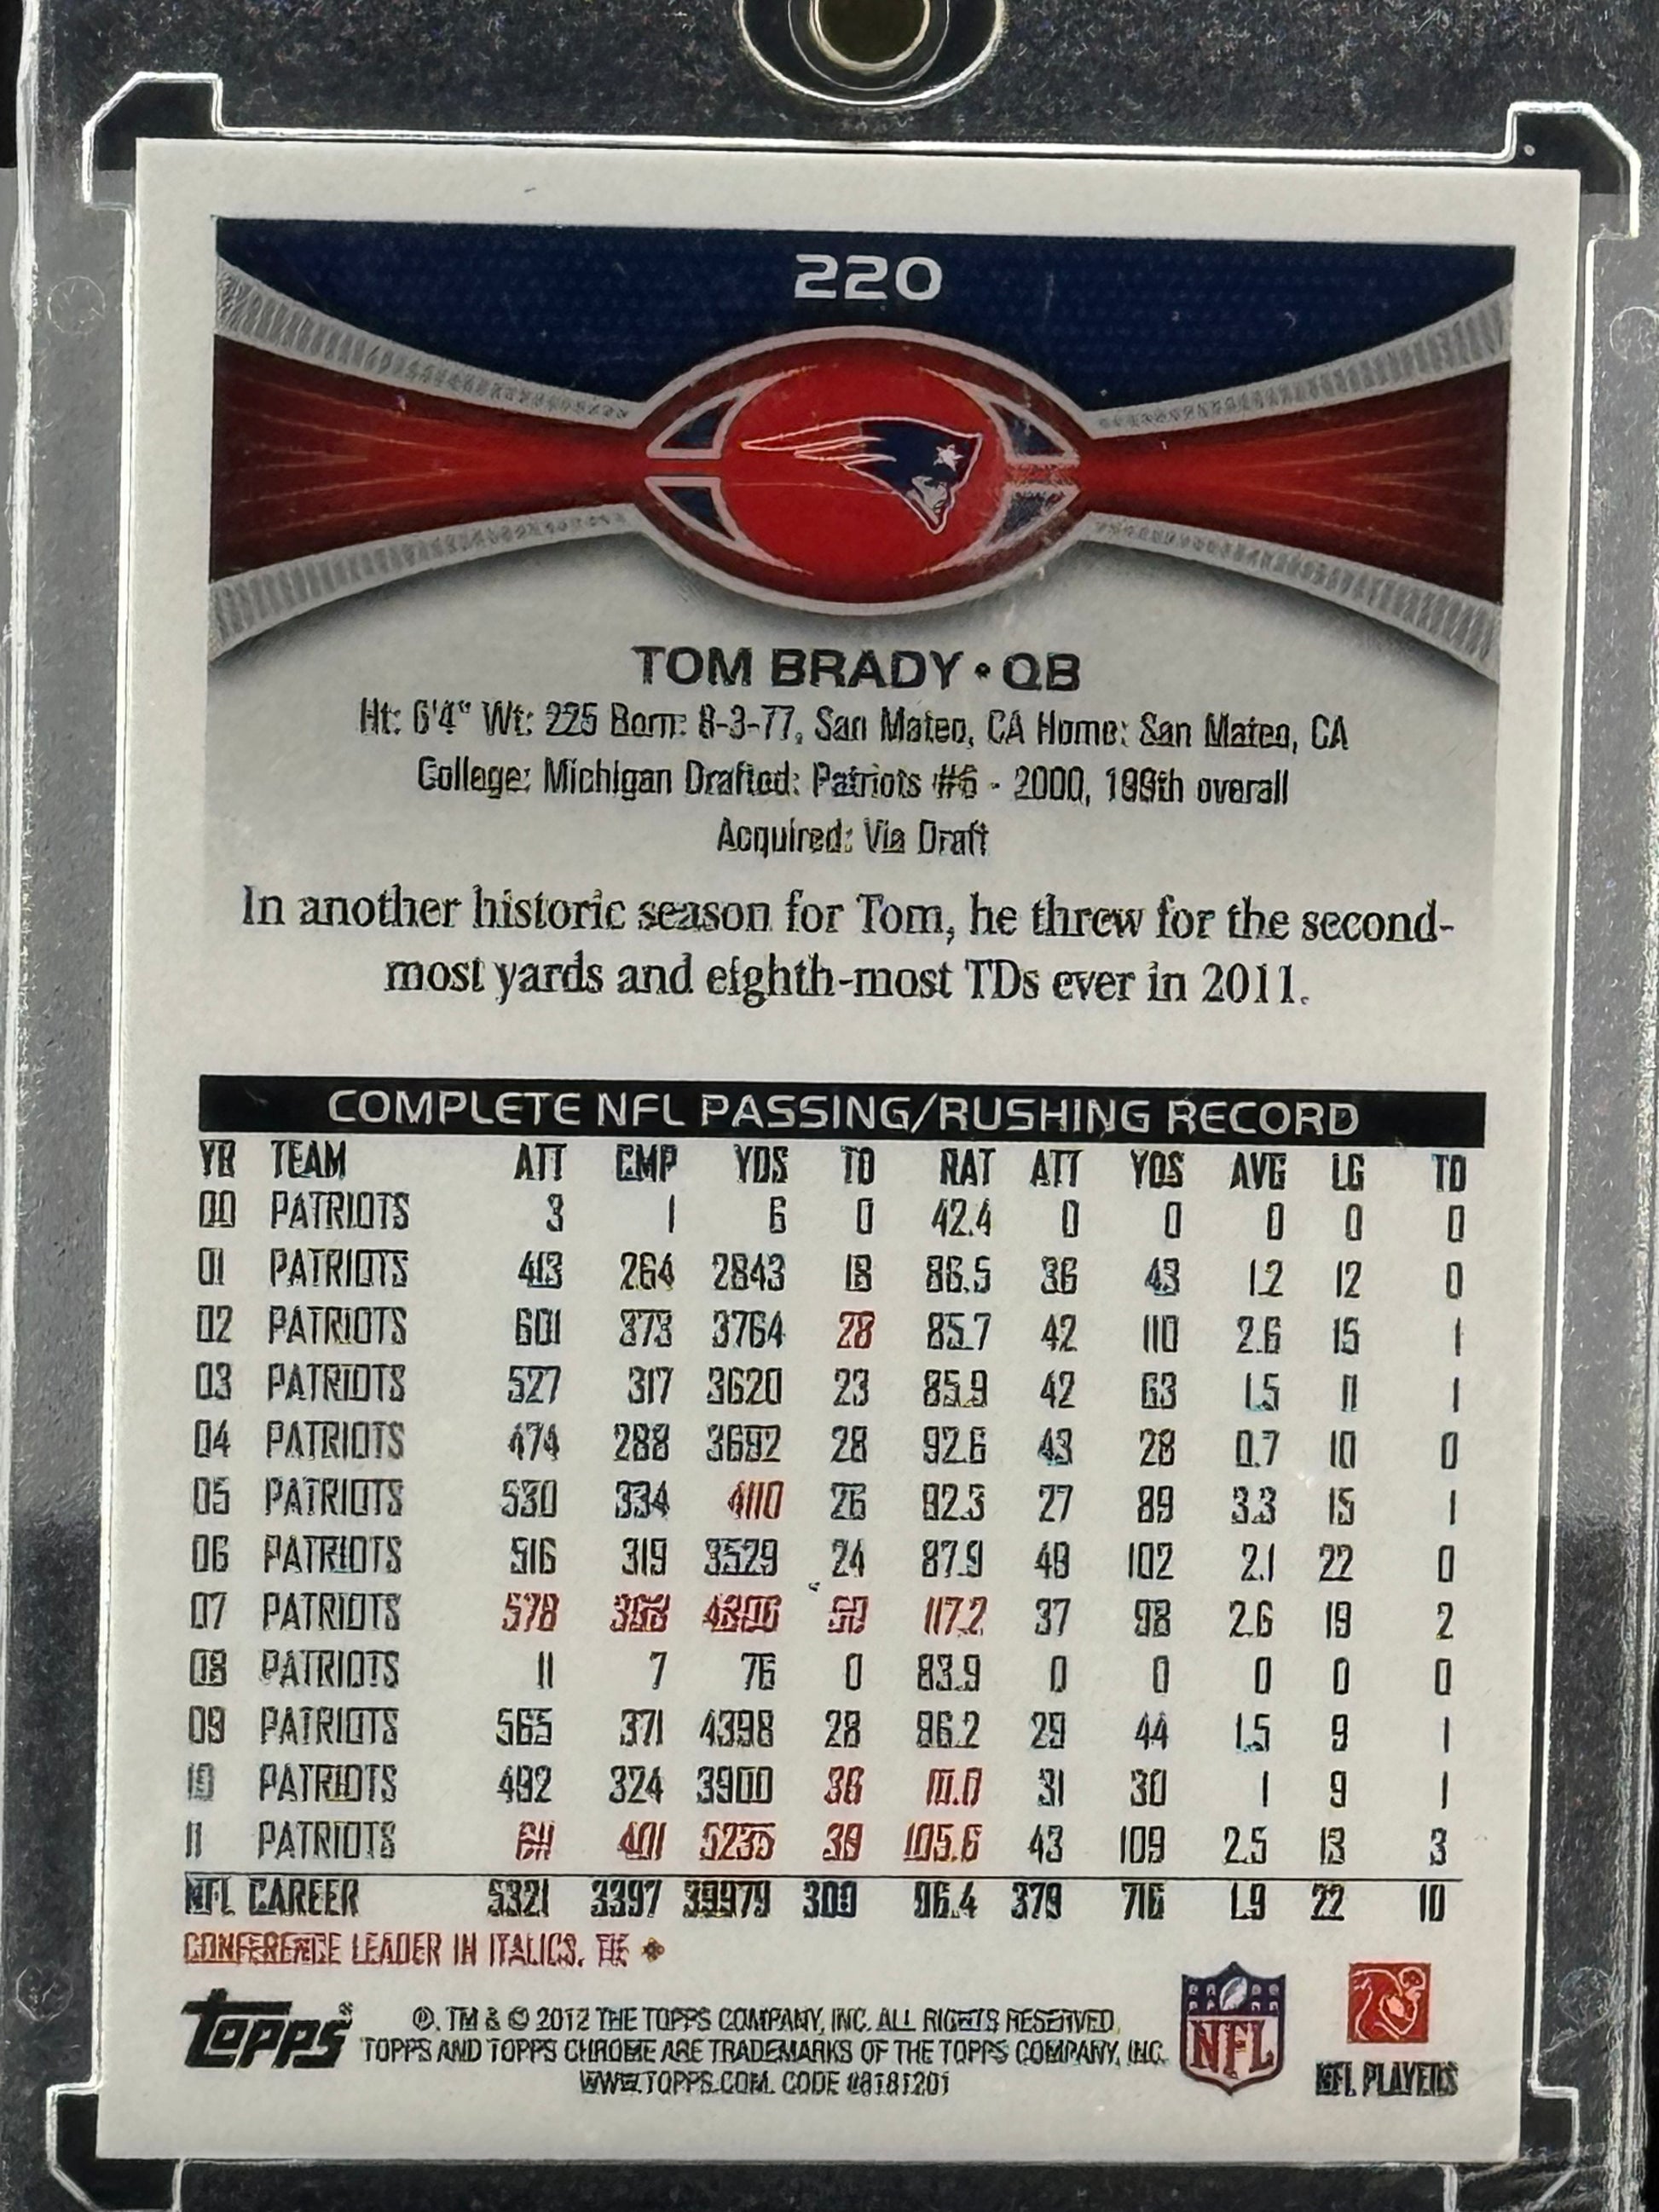 220
TOM BRADY • QB
Ht: 6'4" Wt: 225 Born: 8-3-77, San Mateo, CA Home: San Mateo, CA
College: Michigan Drafted: Patriots #6 - 2000, 199th overall
Acquired: Via Draft
In another historic season for Tom, he threw for the second-
most yards and eighth-most TDs ever in 2011.
COMPLETE NFL PASSING/RUSHING RECORD
YR TEAM ATT CMP YDS TD RAT ATT YDS AVG LG TD
00 PATRIOTS 3 1 6 0 42.4 0 0 0 0 0
01 PATRIOTS 413 264 2843 18 86.5 36 43 1.2 12 0
02 PATRIOTS 601 373 3764 28 85.7 42 110 2.6 15 1
03 PATRIOTS 527 317 3620 23 85.9 42 63 1.5 11 1
04 PATRIOTS 474 288 3692 28 92.6 43 28 0.7 10 0
05 PATRIOTS 530 334 4110 26 92.3 27 89 3.3 15 1
06 PATRIOTS 516 319 3529 24 87.9 49 102 2.1 22 0
07 PATRIOTS 578 398 4806 50 117.2 37 98 2.6 19 2
08 PATRIOTS 11 7 76 0 83.9 0 0 0 0 0
09 PATRIOTS 565 371 4398 28 96.2 29 44 1.5 9 1
10 PATRIOTS 492 324 3900 36 31 30 1 9 1
11 PATRIOTS 611 401 5235 39 105.6 43 109 2.5 13 3
NFL CAREER 5321 3397 39979 300 96.4 379 716 1.9 22 10
CONFERENCE LEADER IN ITALICS. TIE
topps
®, TM & © 2012 THE TOPPS COMPANY, INC. ALL RIGHTS RESERVED.
TOPPS AND TOPPS CHROME ARE TRADEMARKS OF THE TOPPS COMPANY, INC.
WWW.TOPPS.COM. CODE #8181201
NFL
NFL PLAYERS